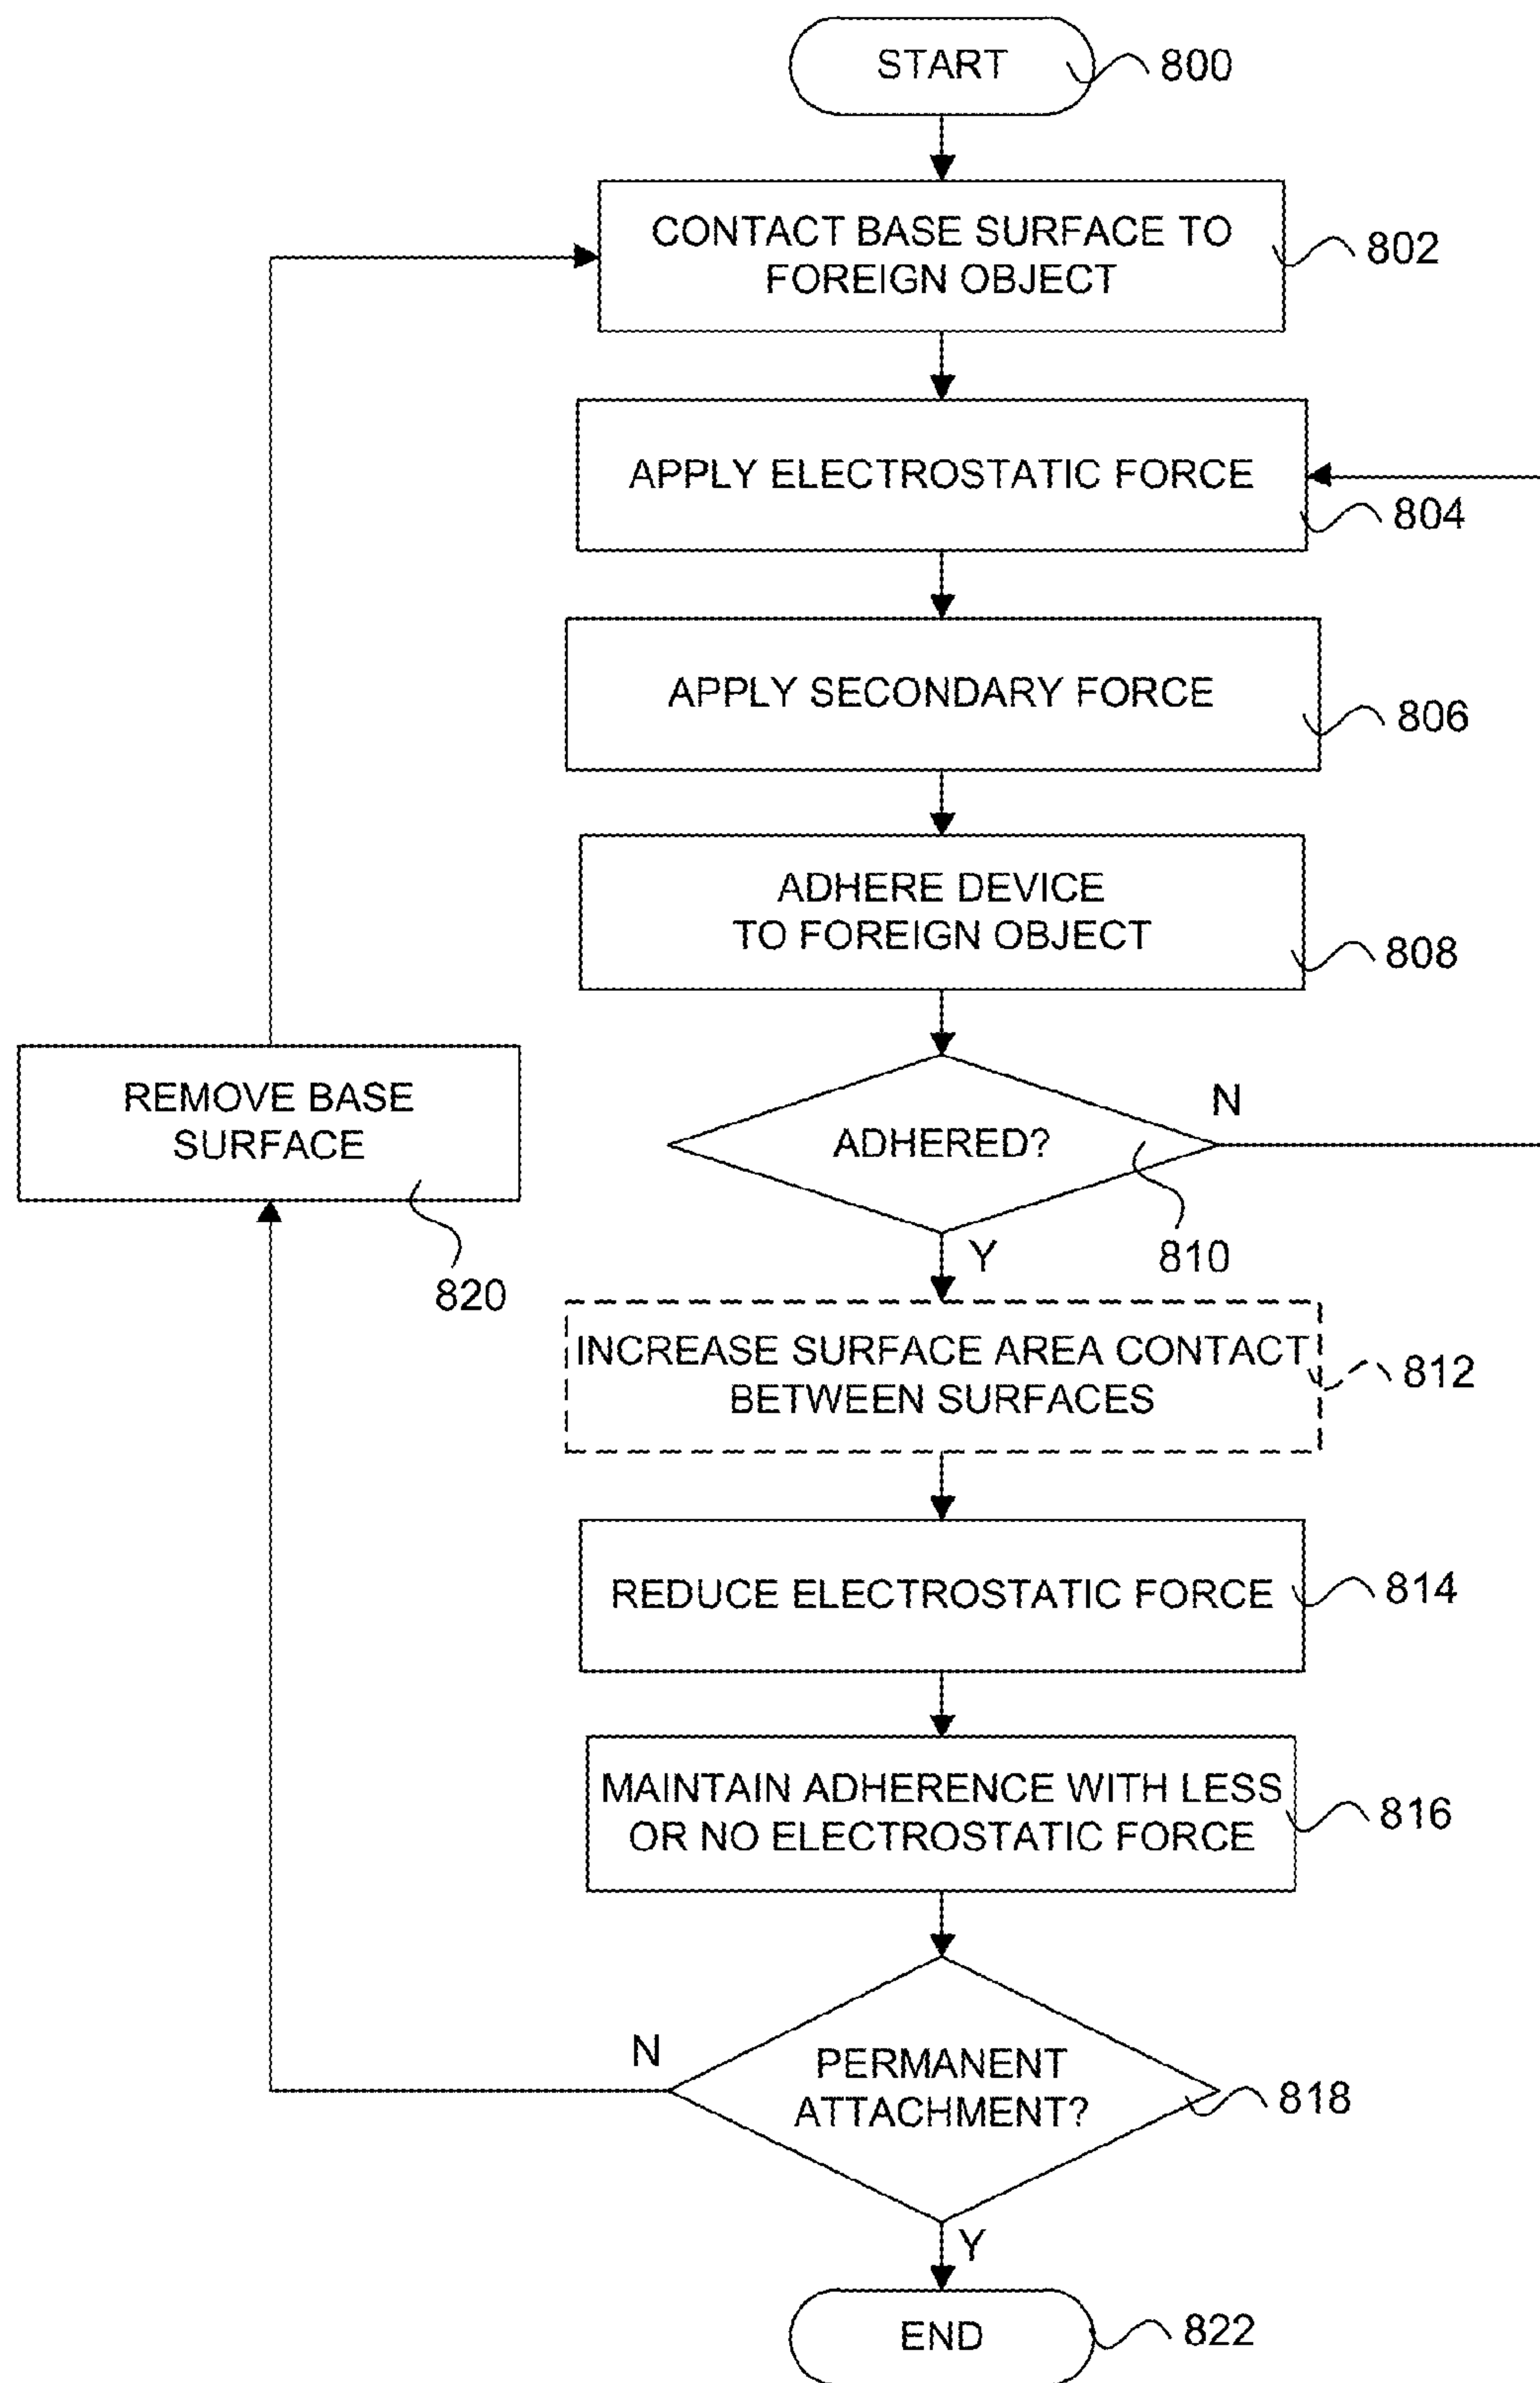 START
800
CONTACT BASE SURFACE TO
FOREIGN OBJECT
802
APPLY ELECTROSTATIC FORCE
804
APPLY SECONDARY FORCE
806
ADHERE DEVICE
TO FOREIGN OBJECT
808
REMOVE BASE
SURFACE
820
ADHERED?
N
810
Y
INCREASE SURFACE AREA CONTACT
BETWEEN SURFACES
812
REDUCE ELECTROSTATIC FORCE
814
MAINTAIN ADHERENCE WITH LESS
OR NO ELECTROSTATIC FORCE
816
N
PERMANENT
ATTACHMENT?
818
Y
END
822